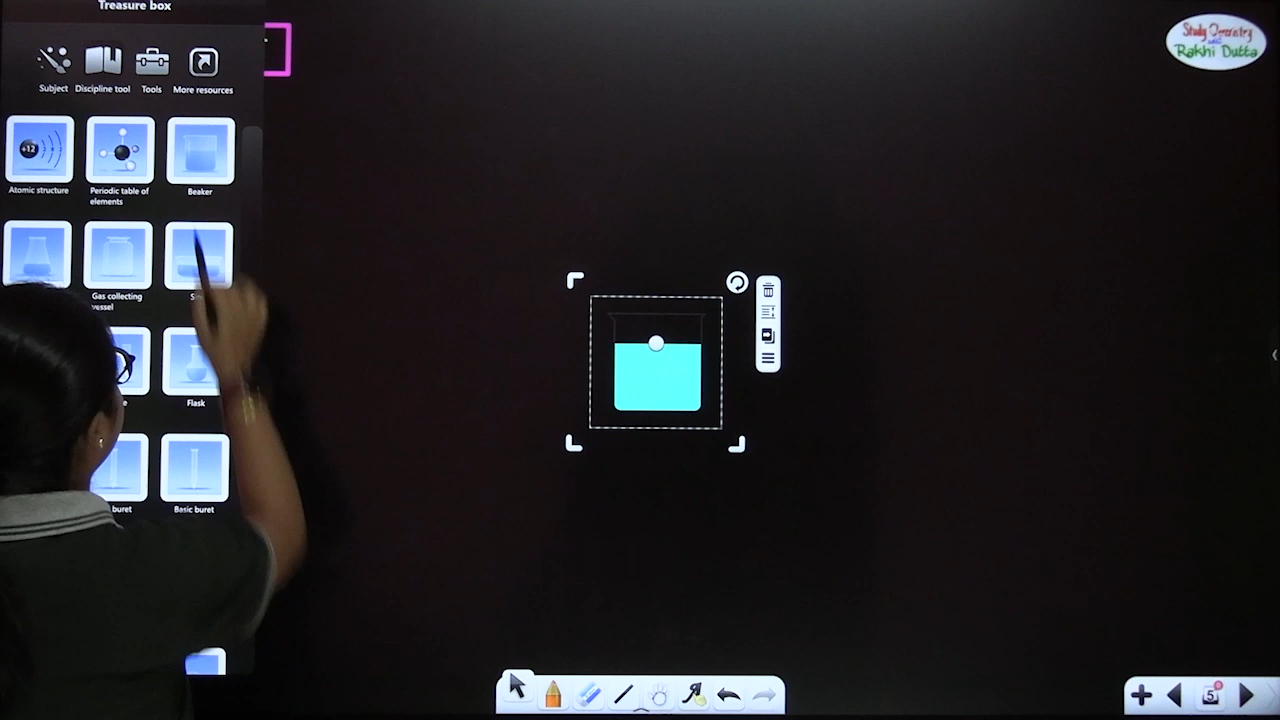 Treasure box
Subject
Discipline tool
Tools
More resources
+12
Atomic structure
Periodic table of
elements
Beaker
Gas collecting
vessel
Flask
buret
Basic buret
Study Chemistry
with
Rakhi Dutta
5